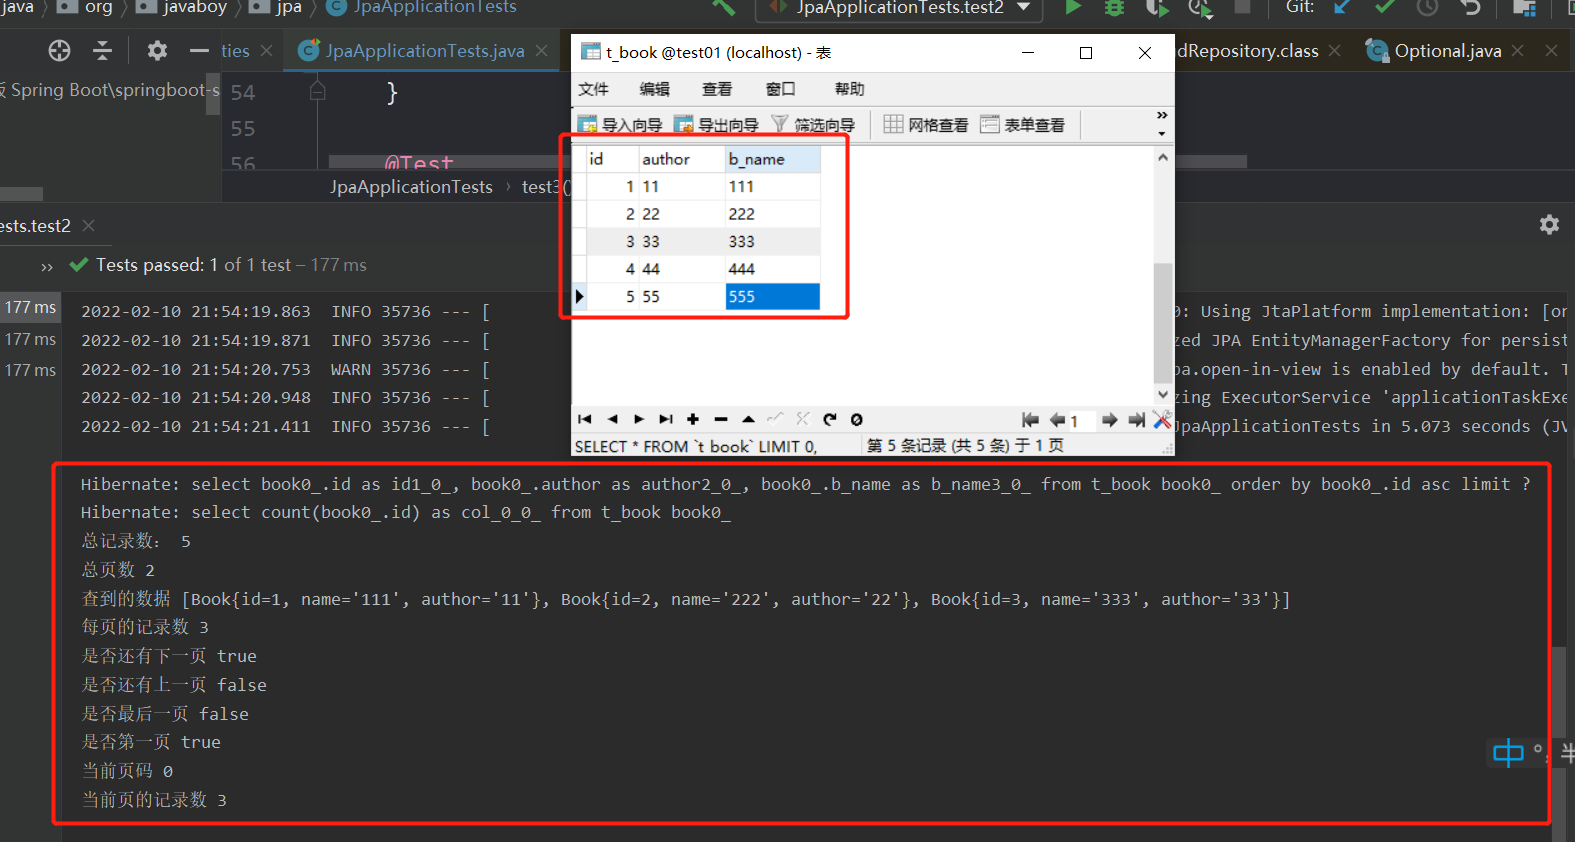 java org javaboy jpa JpaApplicationTests JpaApplicationTests.test2 Git:
ties JpaApplicationTests.java dRepository.class Optional.java
t_book @test01 (localhost) - 表
文件 编辑 查看 窗口 帮助
导入向导 导出向导 筛选向导 网格查看 表单查看
Spring Boot\springboot-s
54 }
55
56 @Test
JpaApplicationTests › test3()
id author b_name
1 11 111
2 22 222
3 33 333
4 44 444
5 55 555
1
SELECT * FROM `t book` LIMIT 0, 第 5 条记录 (共 5 条) 于 1 页
ests.test2
Tests passed: 1 of 1 test – 177 ms
177 ms
177 ms
177 ms
2022-02-10 21:54:19.863 INFO 35736 --- [ 0: Using JtaPlatform implementation: [or
2022-02-10 21:54:19.871 INFO 35736 --- [ zed JPA EntityManagerFactory for persist
2022-02-10 21:54:20.753 WARN 35736 --- [ pa.open-in-view is enabled by default. T
2022-02-10 21:54:20.948 INFO 35736 --- [ zing ExecutorService 'applicationTaskExe
2022-02-10 21:54:21.411 INFO 35736 --- [ JpaApplicationTests in 5.073 seconds (JV
Hibernate: select book0_.id as id1_0_, book0_.author as author2_0_, book0_.b_name as b_name3_0_ from t_book book0_ order by book0_.id asc limit ?
Hibernate: select count(book0_.id) as col_0_0_ from t_book book0_
总记录数： 5
总页数 2
查到的数据 [Book{id=1, name='111', author='11'}, Book{id=2, name='222', author='22'}, Book{id=3, name='333', author='33'}]
每页的记录数 3
是否还有下一页 true
是否还有上一页 false
是否最后一页 false
是否第一页 true
当前页码 0
当前页的记录数 3
中 °, 半